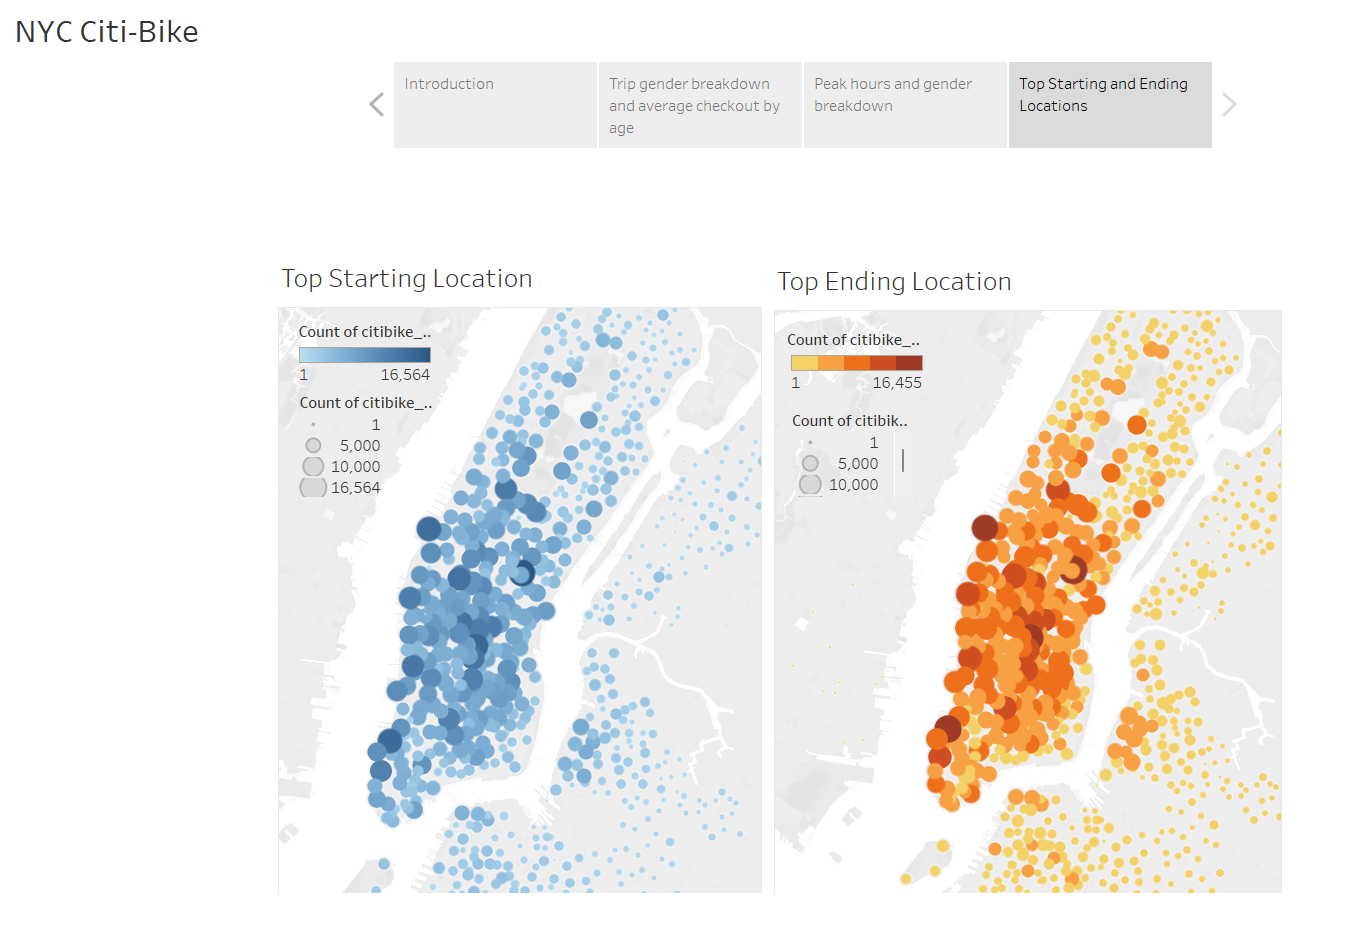 NYC Citi-Bike
Introduction
Trip gender breakdown
and average checkout by
age
Peak hours and gender
breakdown
Top Starting and Ending
Locations
Top Starting Location
Count of citibike_..
1 16,564
Count of citibike_..
1
5,000
10,000
16,564
Top Ending Location
Count of citibike_..
1 16,455
Count of citibik..
1
5,000
10,000